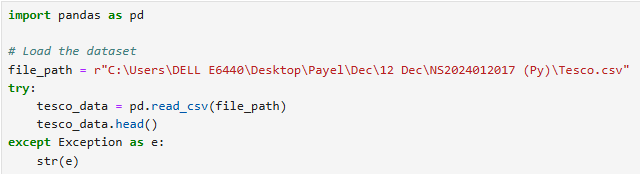 import pandas as pd
# Load the dataset
file_path = r"C:\Users\DELL E6440\Desktop\Payel\Dec\12 Dec\NS2024012017 (Py)\Tesco.csv"
try:
    tesco_data = pd.read_csv(file_path)
    tesco_data.head()
except Exception as e:
    str(e)